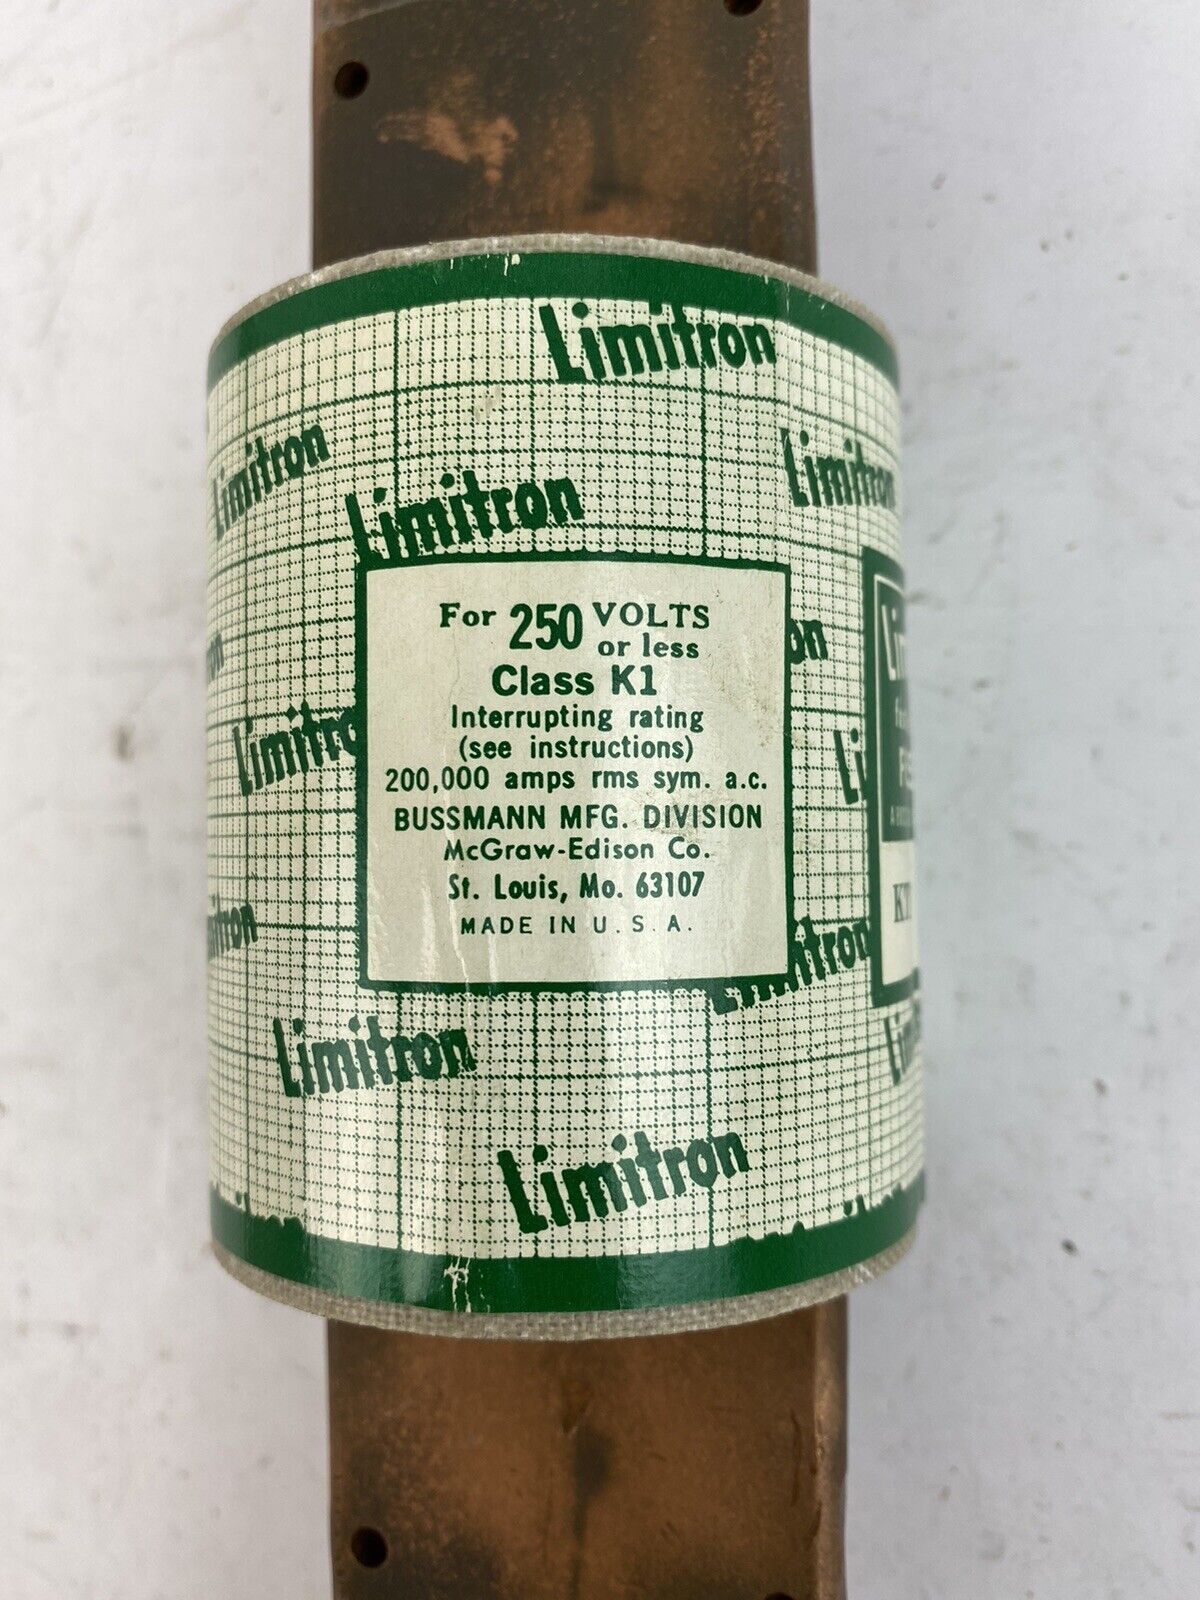 Limitron
Limitron
Limitron
Limitron
For 250 VOLTS
or less
Class K1
Interrupting rating
(see instructions)
200,000 amps rms sym. a.c.
BUSSMANN MFG. DIVISION
McGraw-Edison Co.
St. Louis, Mo. 63107
MADE IN U. S. A.
Limitron
Limitron